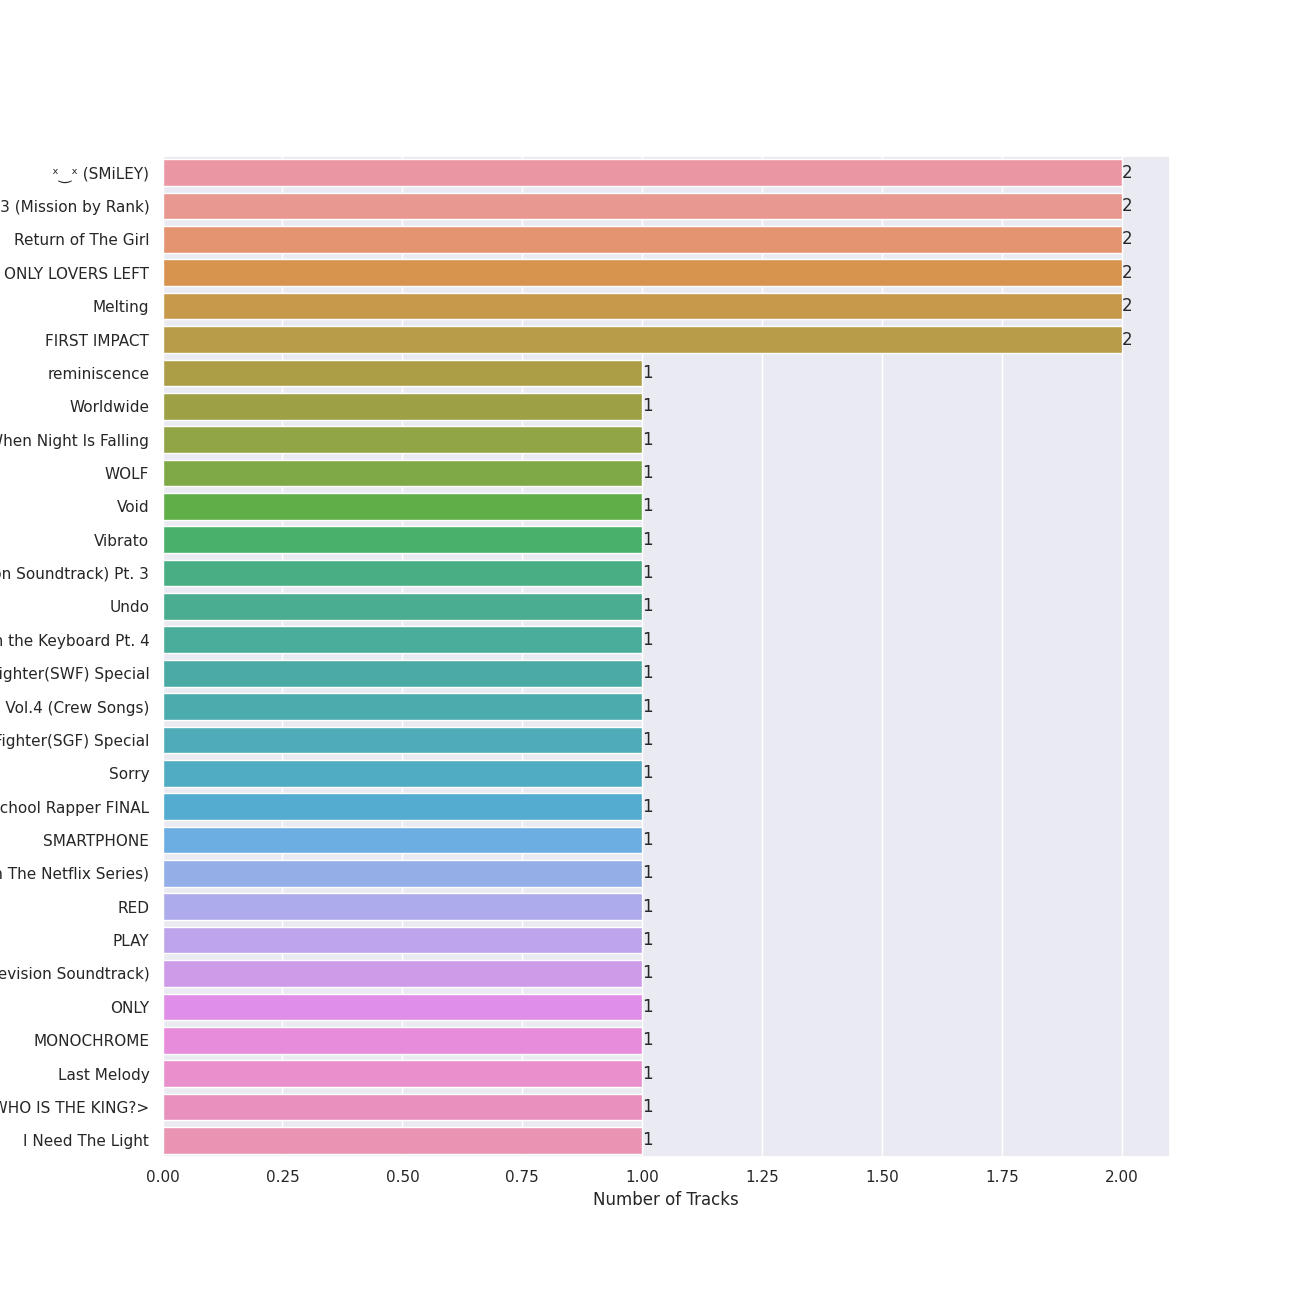 ˣ‿ˣ (SMiLEY) 2
3 (Mission by Rank) 2
Return of The Girl 2
ONLY LOVERS LEFT 2
Melting 2
FIRST IMPACT 2
reminiscence 1
Worldwide 1
When Night Is Falling 1
WOLF 1
Void 1
Vibrato 1
on Soundtrack) Pt. 3 1
Undo 1
the Keyboard Pt. 4 1
ighter(SWF) Special 1
Vol.4 (Crew Songs) 1
Fighter(SGF) Special 1
Sorry 1
chool Rapper FINAL 1
SMARTPHONE 1
The Netflix Series) 1
RED 1
PLAY 1
evision Soundtrack) 1
ONLY 1
MONOCHROME 1
Last Melody 1
WHO IS THE KING?> 1
I Need The Light 1
0.00 0.25 0.50 0.75 1.00 1.25 1.50 1.75 2.00
Number of Tracks